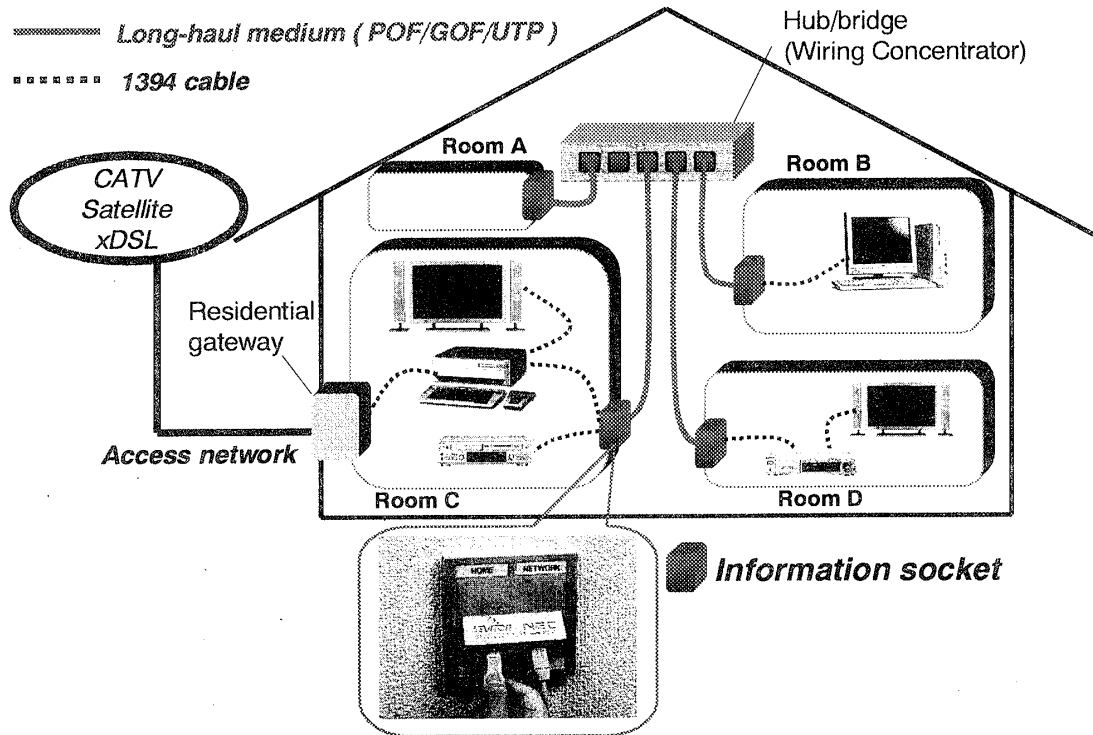 Long-haul medium ( POF/GOF/UTP )
1394 cable
Hub/bridge
(Wiring Concentrator)
Room A
Room B
CATV
Satellite
xDSL
Residential
gateway
Access network
Room C
Room D
HOME NETWORK
NEC
Information socket